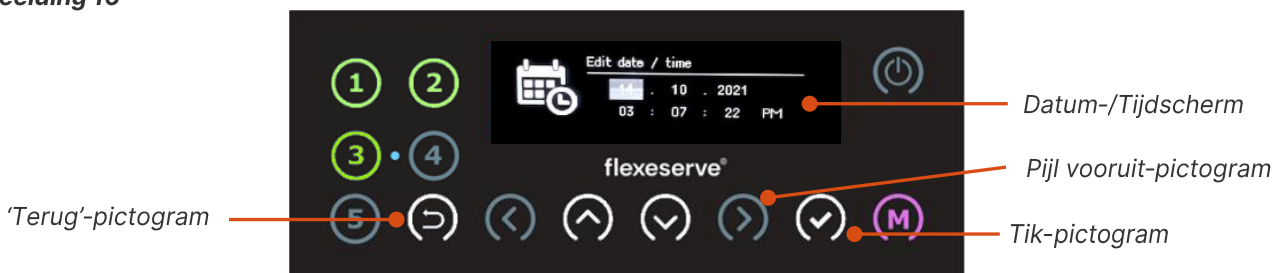 Edit date / time
14 . 10 . 2021
03 : 07 : 22 PM
1 2
3 4
flexeserve®
5
M
Datum-/Tijdscherm
Pijl vooruit-pictogram
'Terug'-pictogram
Tik-pictogram